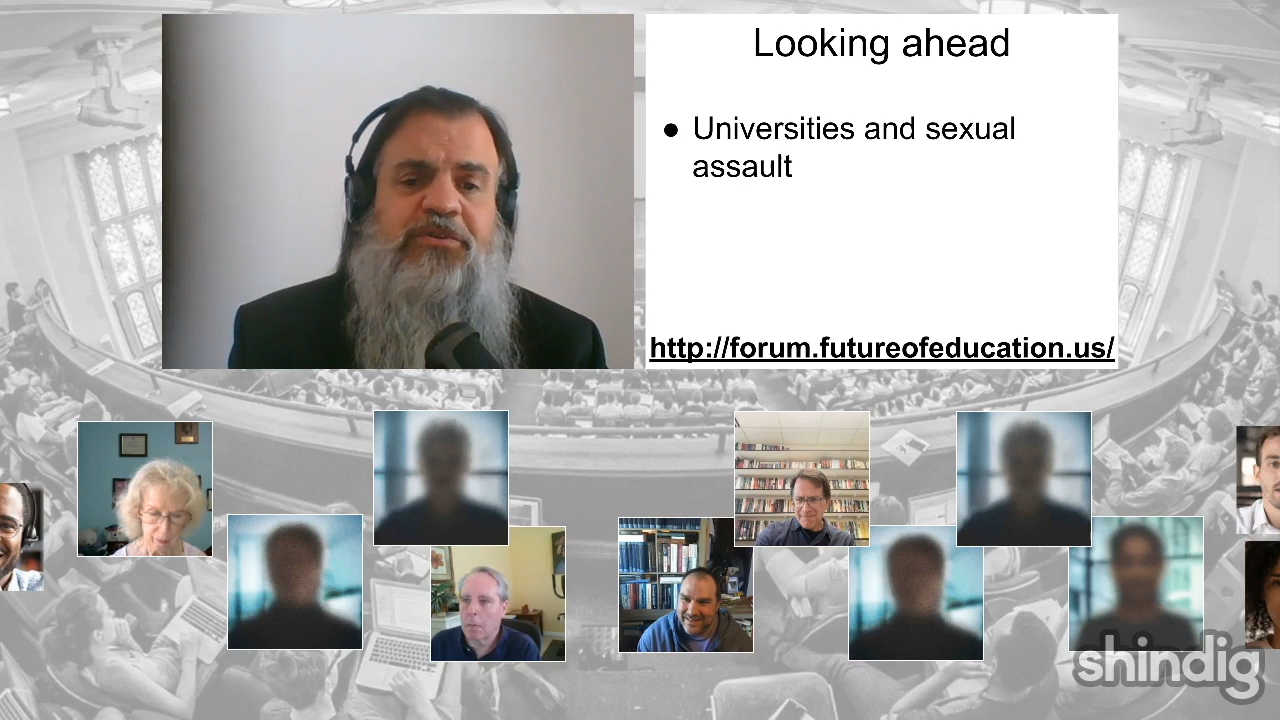 Looking ahead
● Universities and sexual
assault
http://forum.futureofeducation.us/
shindig